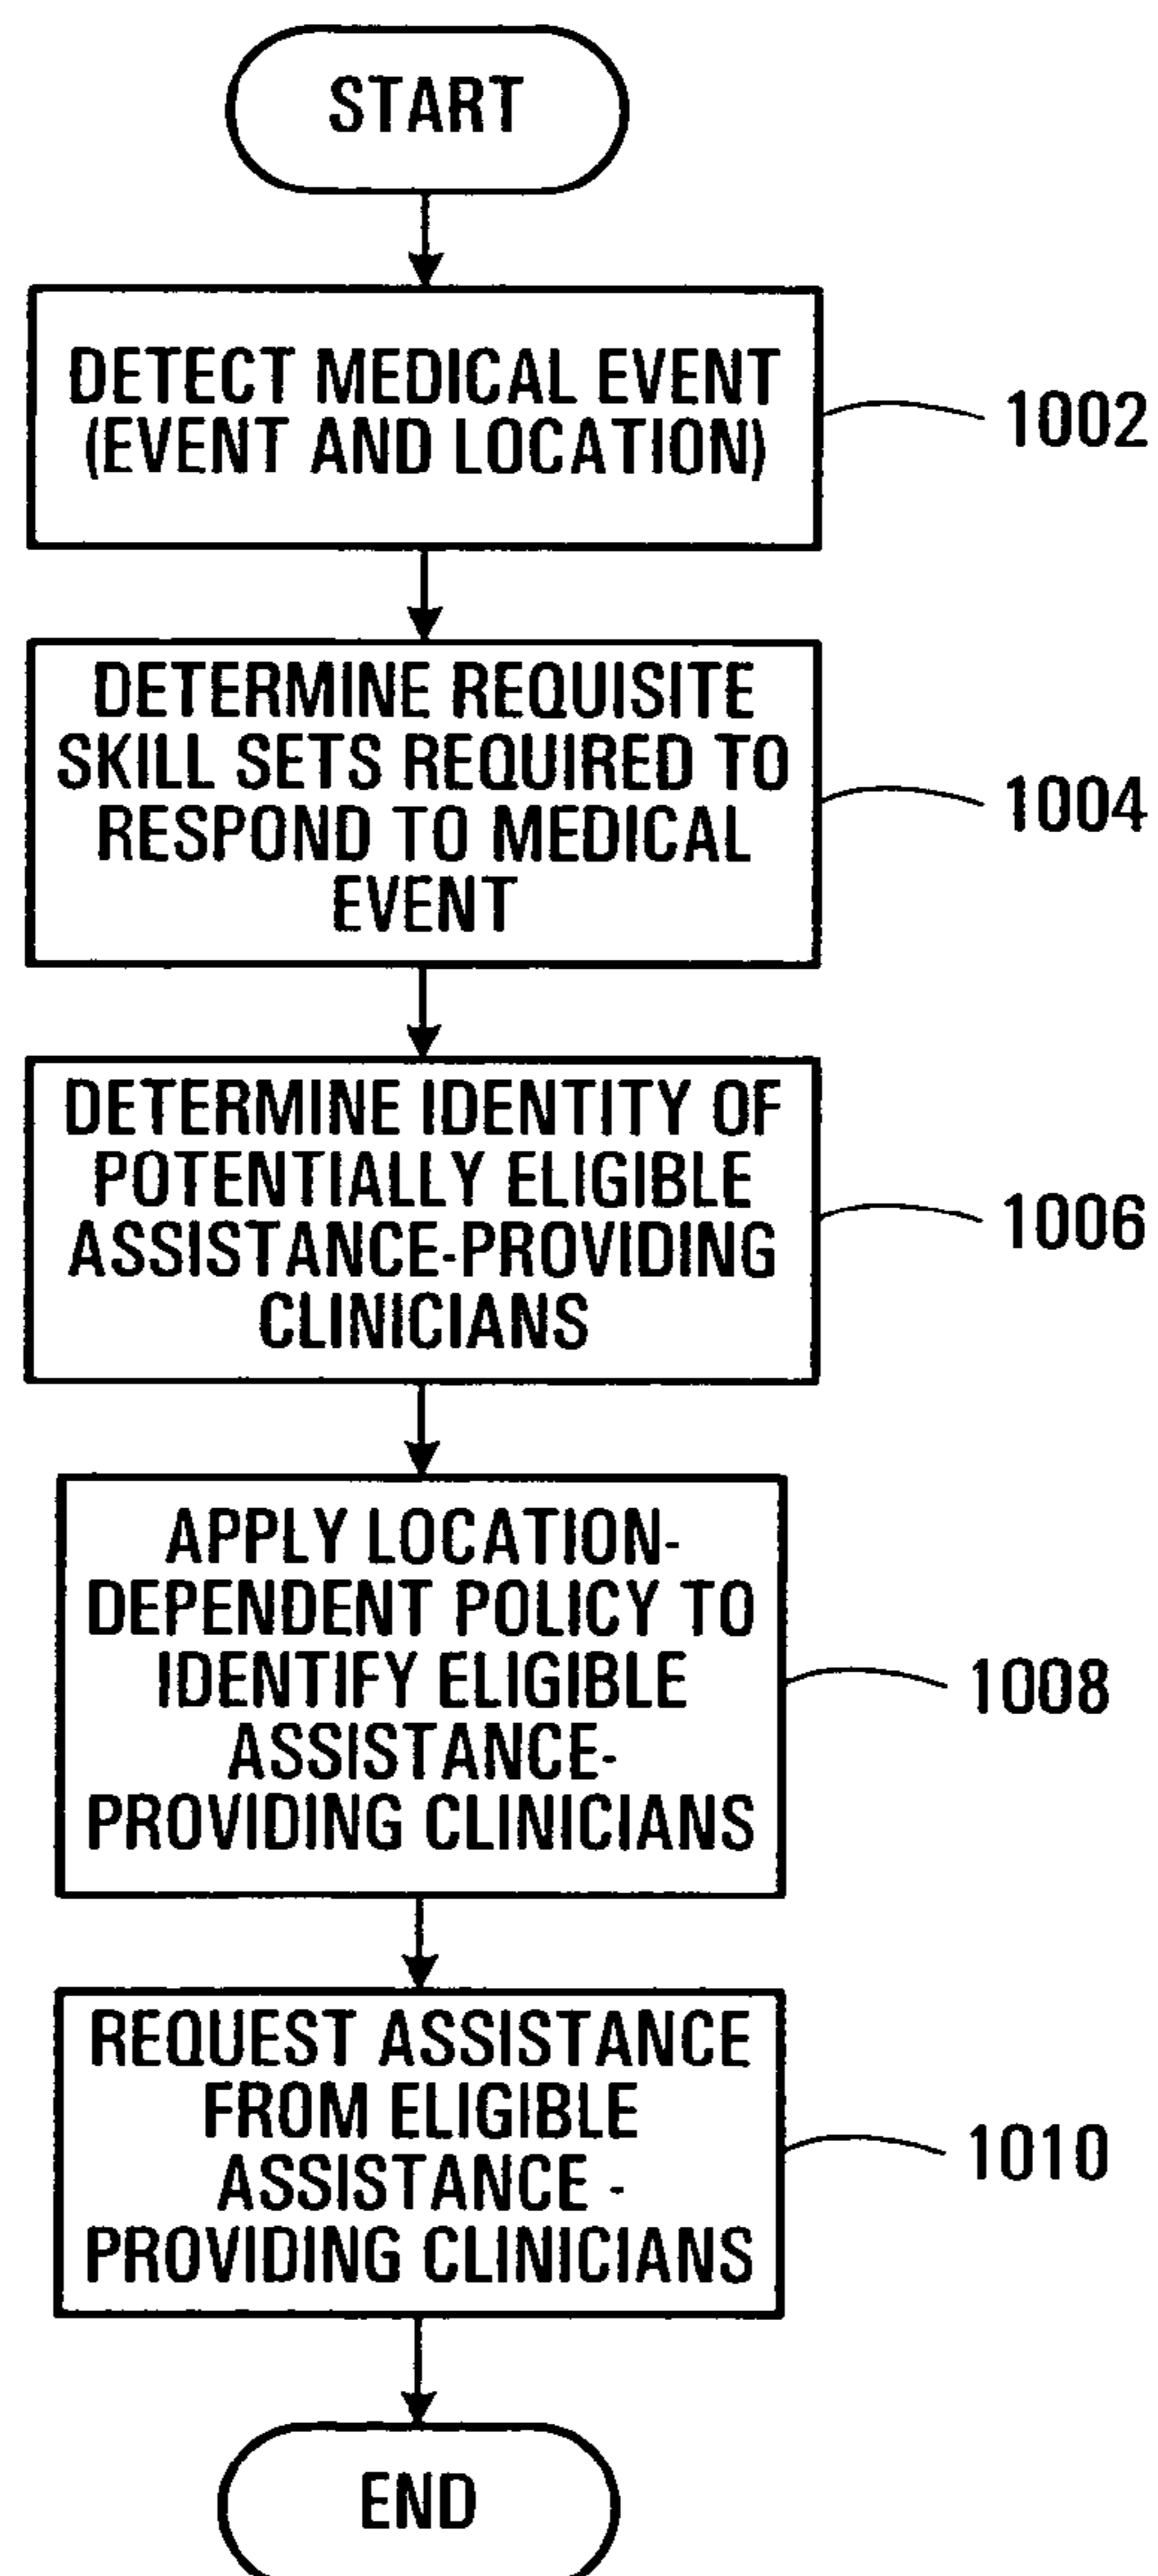 START
DETECT MEDICAL EVENT
(EVENT AND LOCATION)
1002
DETERMINE REQUISITE
SKILL SETS REQUIRED TO
RESPOND TO MEDICAL
EVENT
1004
DETERMINE IDENTITY OF
POTENTIALLY ELIGIBLE
ASSISTANCE-PROVIDING
CLINICIANS
1006
APPLY LOCATION-
DEPENDENT POLICY TO
IDENTIFY ELIGIBLE
ASSISTANCE-
PROVIDING CLINICIANS
1008
REQUEST ASSISTANCE
FROM ELIGIBLE
ASSISTANCE -
PROVIDING CLINICIANS
1010
END